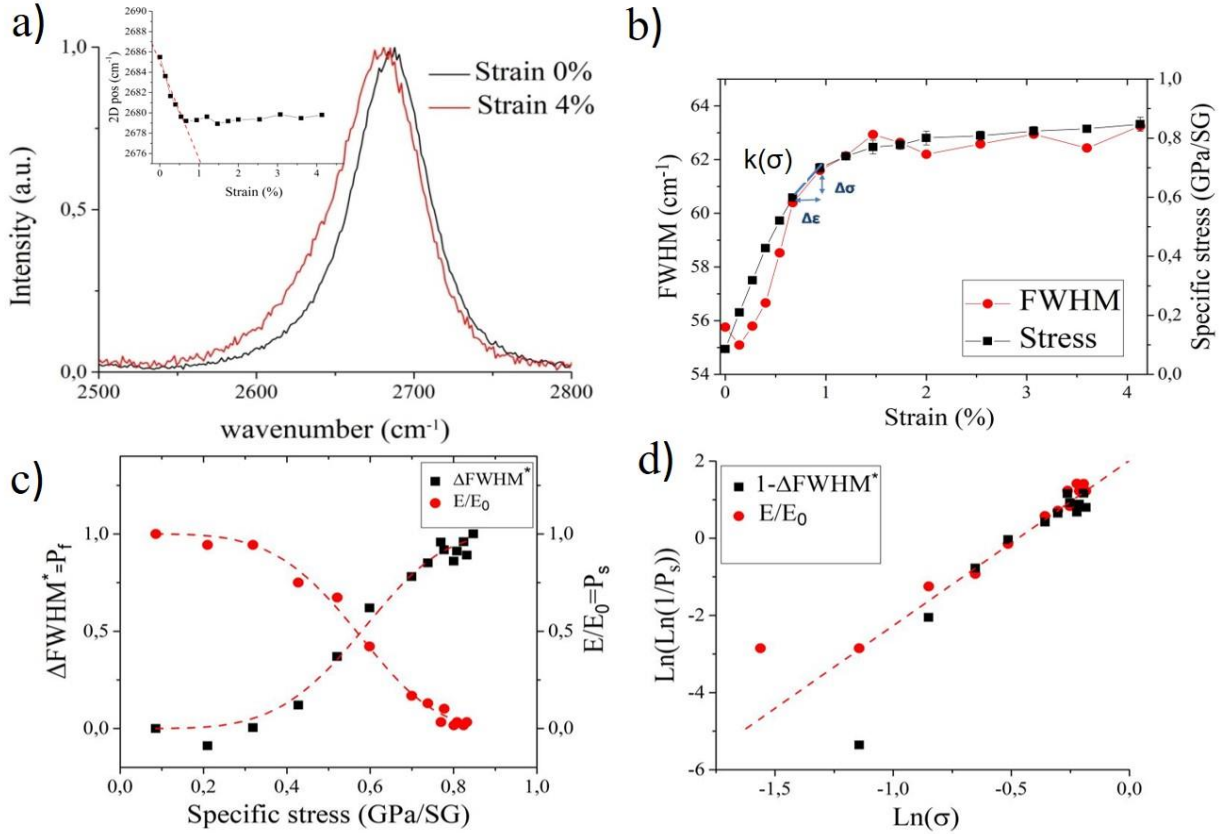 a)
1,0
0,5
0,0
Intensity (a.u.)
2500
2600
2700
2800
wavenumber (cm⁻¹)
Strain 0%
Strain 4%
2690
2688
2686
2684
2682
2680
2678
2676
2D pos (cm⁻¹)
0
1
2
3
4
Strain (%)
b)
64
62
60
58
56
54
FWHM (cm⁻¹)
0
1
2
3
4
Strain (%)
1,0
0,8
0,6
0,4
0,2
0,0
Specific stress (GPa/SG)
k(σ)
Δσ
Δε
FWHM
Stress
c)
ΔFWHM*
E/E₀
1,0
0,5
0,0
ΔFWHM*=Pf
1,0
0,5
0,0
E/E₀=Pₛ
0,0
0,2
0,4
0,6
0,8
1,0
Specific stress (GPa/SG)
d)
1-ΔFWHM*
E/E₀
2
0
-2
-4
-6
Ln(Ln(1/Pₛ))
-1,5
-1,0
-0,5
0,0
Ln(σ)